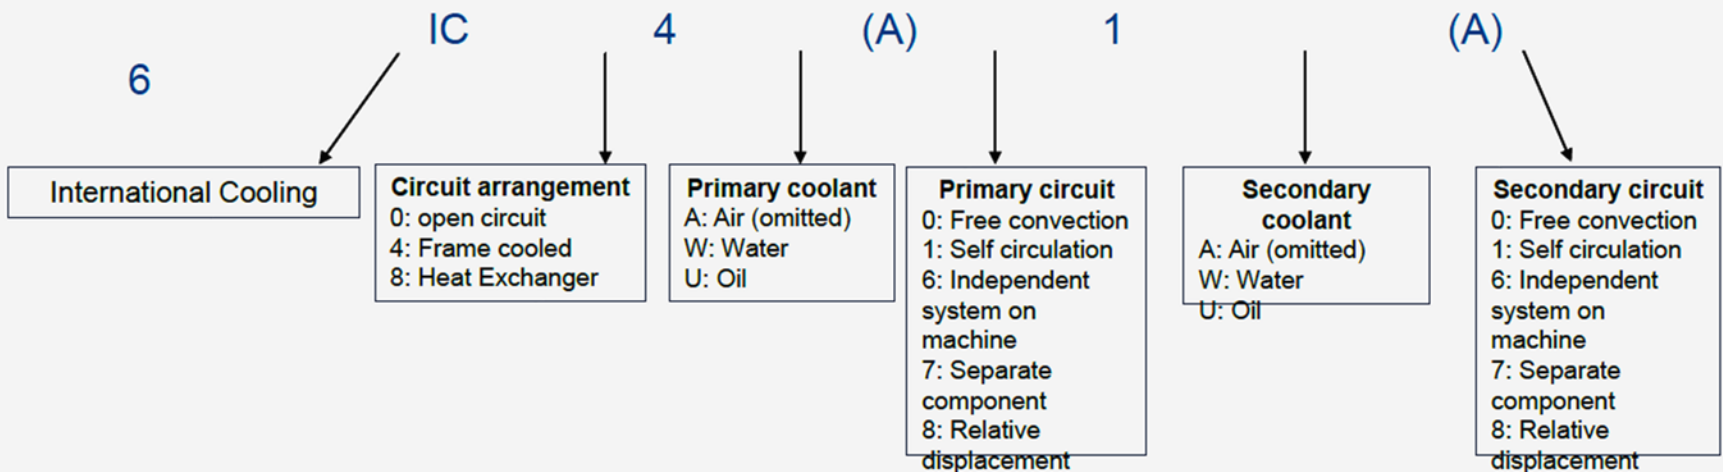 IC 4 (A) 1 (A)
6
International Cooling
Circuit arrangement
0: open circuit
4: Frame cooled
8: Heat Exchanger
Primary coolant
A: Air (omitted)
W: Water
U: Oil
Primary circuit
0: Free convection
1: Self circulation
6: Independent
system on
machine
7: Separate
component
8: Relative
displacement
Secondary
coolant
A: Air (omitted)
W: Water
U: Oil
Secondary circuit
0: Free convection
1: Self circulation
6: Independent
system on
machine
7: Separate
component
8: Relative
displacement